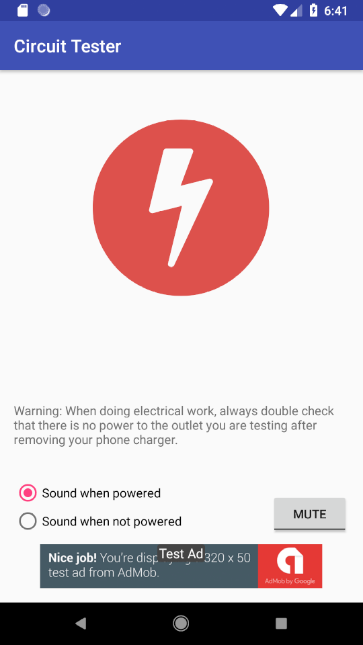 6:41
Circuit Tester
Warning: When doing electrical work, always double check
that there is no power to the outlet you are testing after
removing your phone charger.
Sound when powered
Sound when not powered
MUTE
Nice job! You're displaying 320 x 50
test ad from AdMob.
Test Ad
AdMob by Google